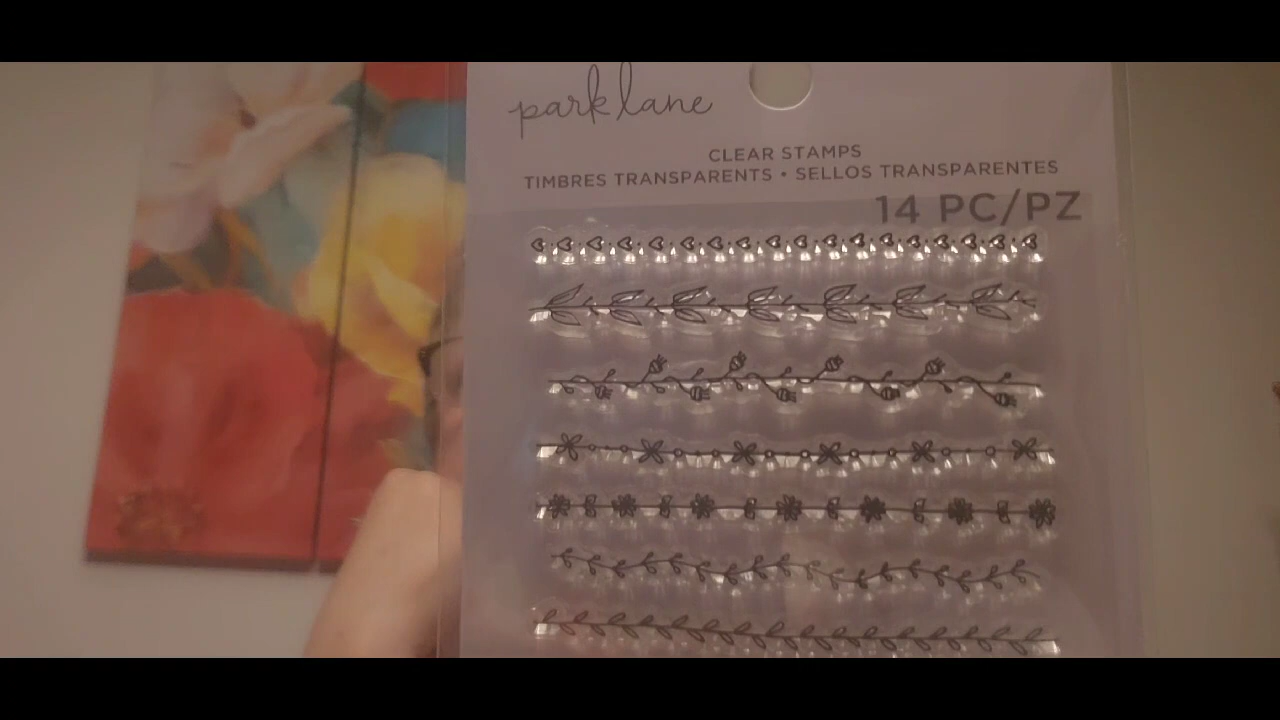 park lane
CLEAR STAMPS
TIMBRES TRANSPARENTS • SELLOS TRANSPARENTES
14 PC/PZ